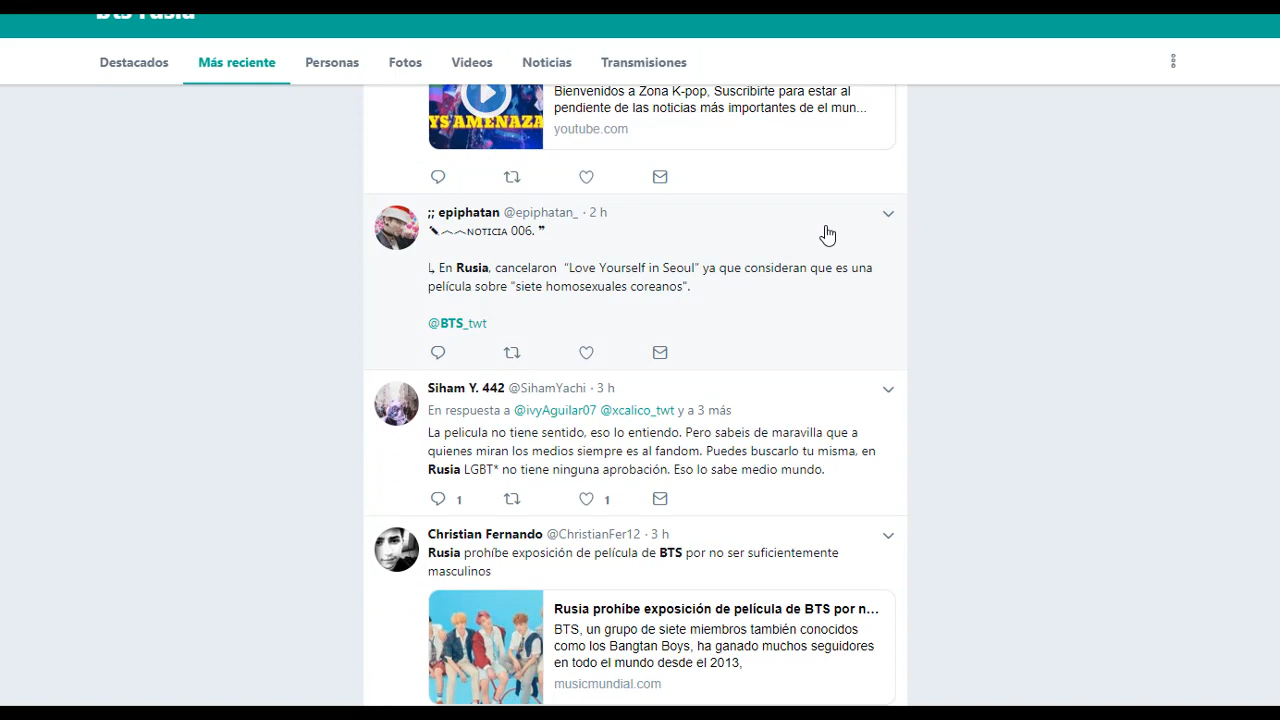 bts rusia
Destacados Más reciente Personas Fotos Videos Noticias Transmisiones
Bienvenidos a Zona K-pop, Suscribirte para estar al
pendiente de las noticias más importantes de el mun...
YS AMENAZA
youtube.com
;; epiphatan @epiphatan_ · 2 h
✎︿︿NOTICIA 006. ❞
↳ En Rusia, cancelaron “Love Yourself in Seoul” ya que consideran que es una
película sobre "siete homosexuales coreanos".
@BTS_twt
Siham Y. 442 @SihamYachi · 3 h
En respuesta a @ivyAguilar07 @xcalico_twt y a 3 más
La pelicula no tiene sentido, eso lo entiendo. Pero sabeis de maravilla que a
quienes miran los medios siempre es al fandom. Puedes buscarlo tu misma, en
Rusia LGBT* no tiene ninguna aprobación. Eso lo sabe medio mundo.
1 1
Christian Fernando @ChristianFer12 · 3 h
Rusia prohíbe exposición de película de BTS por no ser suficientemente
masculinos
Rusia prohíbe exposición de película de BTS por n...
BTS, un grupo de siete miembros también conocidos
como los Bangtan Boys, ha ganado muchos seguidores
en todo el mundo desde el 2013,
musicmundial.com